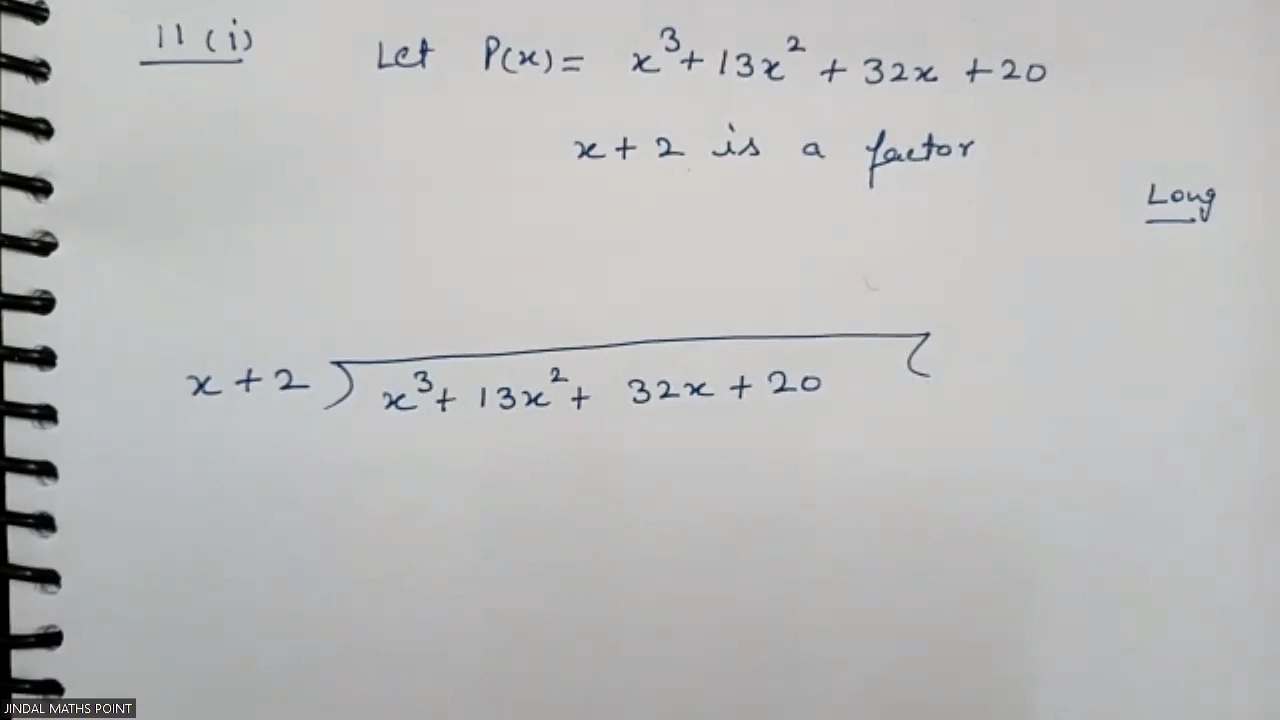 11 (i)
Let P(x) = x³ + 13x² + 32x + 20
x + 2 is a factor
Long
x + 2 ) x³ + 13x² + 32x + 20 (
JINDAL MATHS POINT